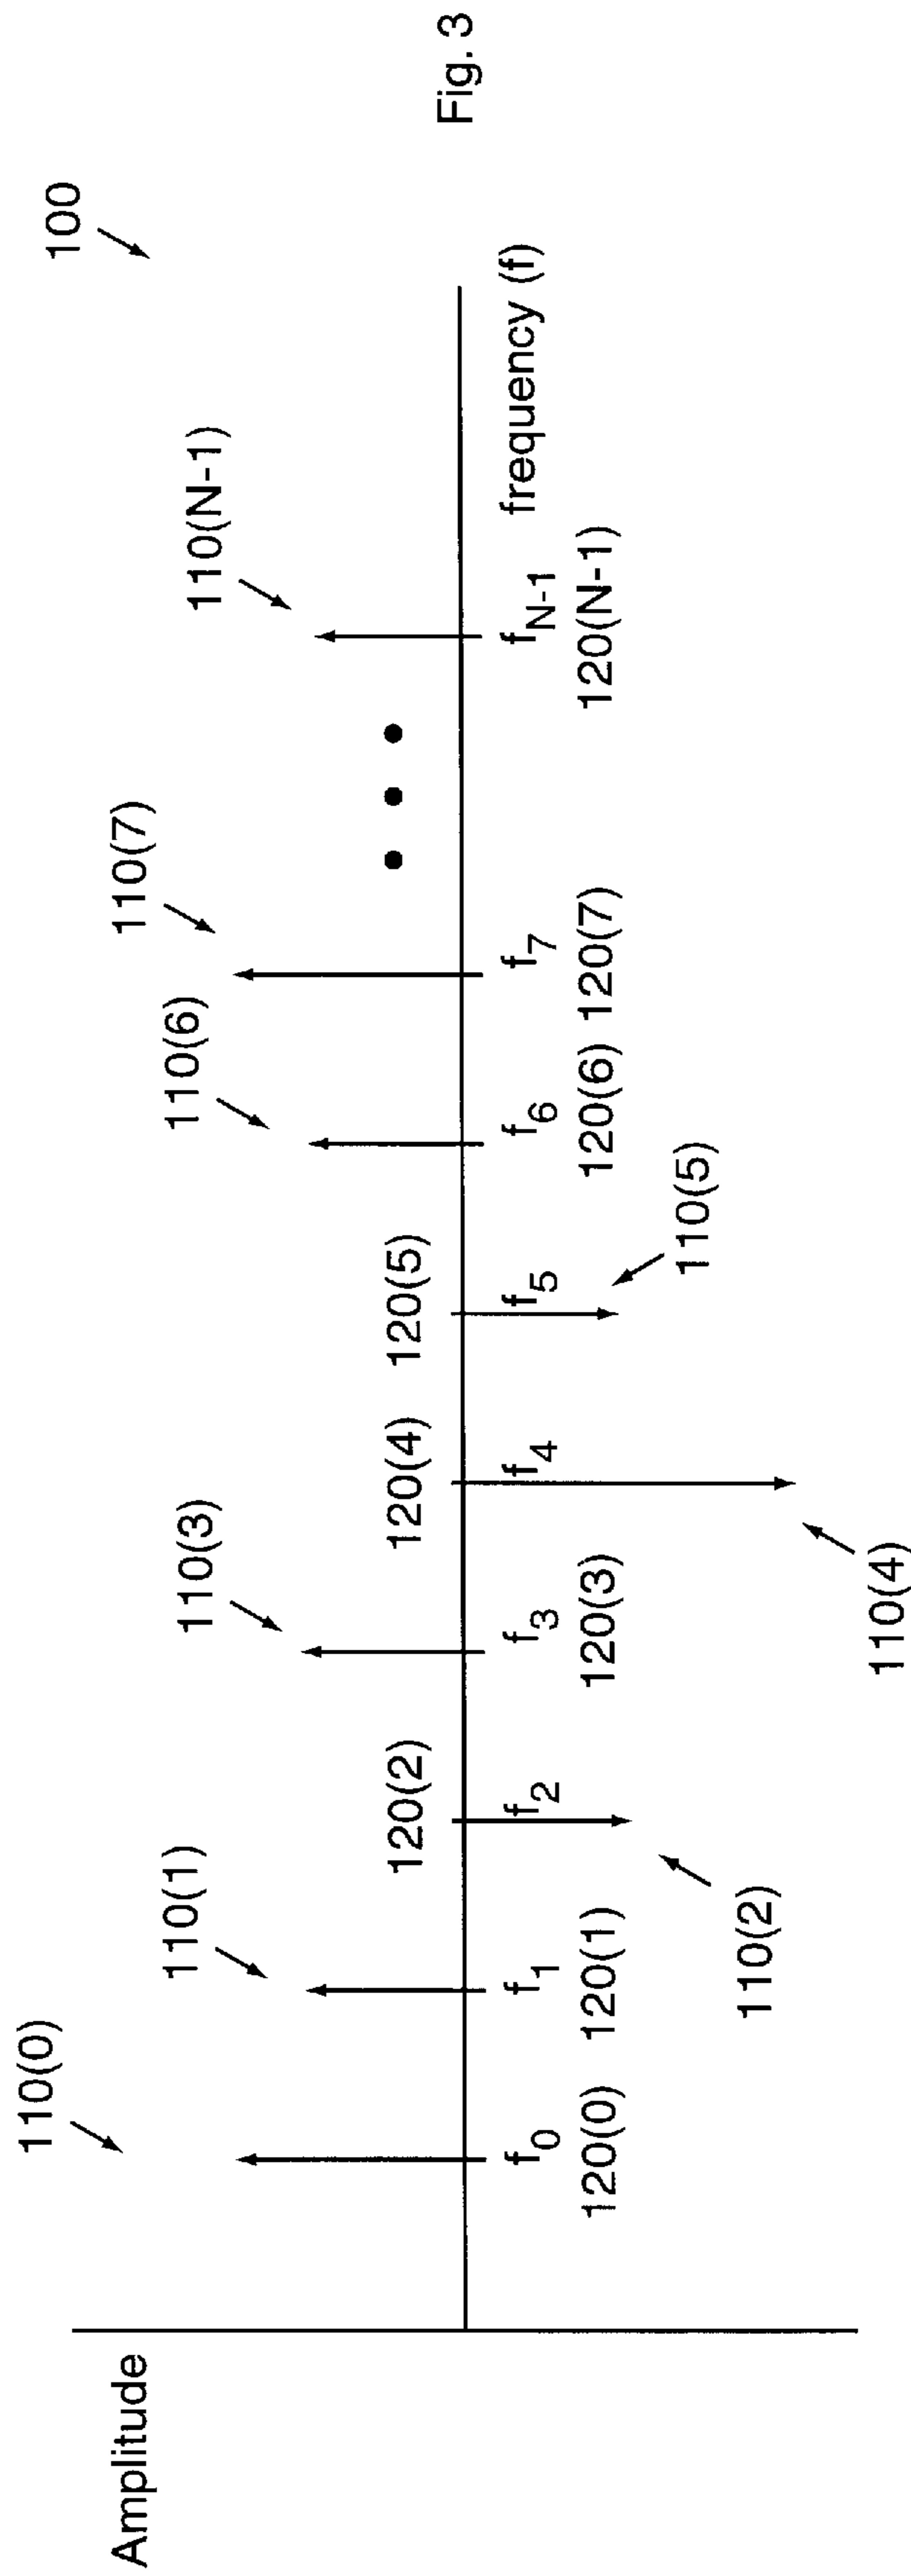 100
110(0)
110(1)
110(3)
110(6)
110(7)
110(N-1)
Amplitude
120(2)
120(4)
120(5)
f0
f1
f2
f3
f4
f5
f6
f7
fN-1
frequency (f)
120(0)
120(1)
120(3)
120(6)
120(7)
120(N-1)
110(2)
110(4)
110(5)
Fig. 3